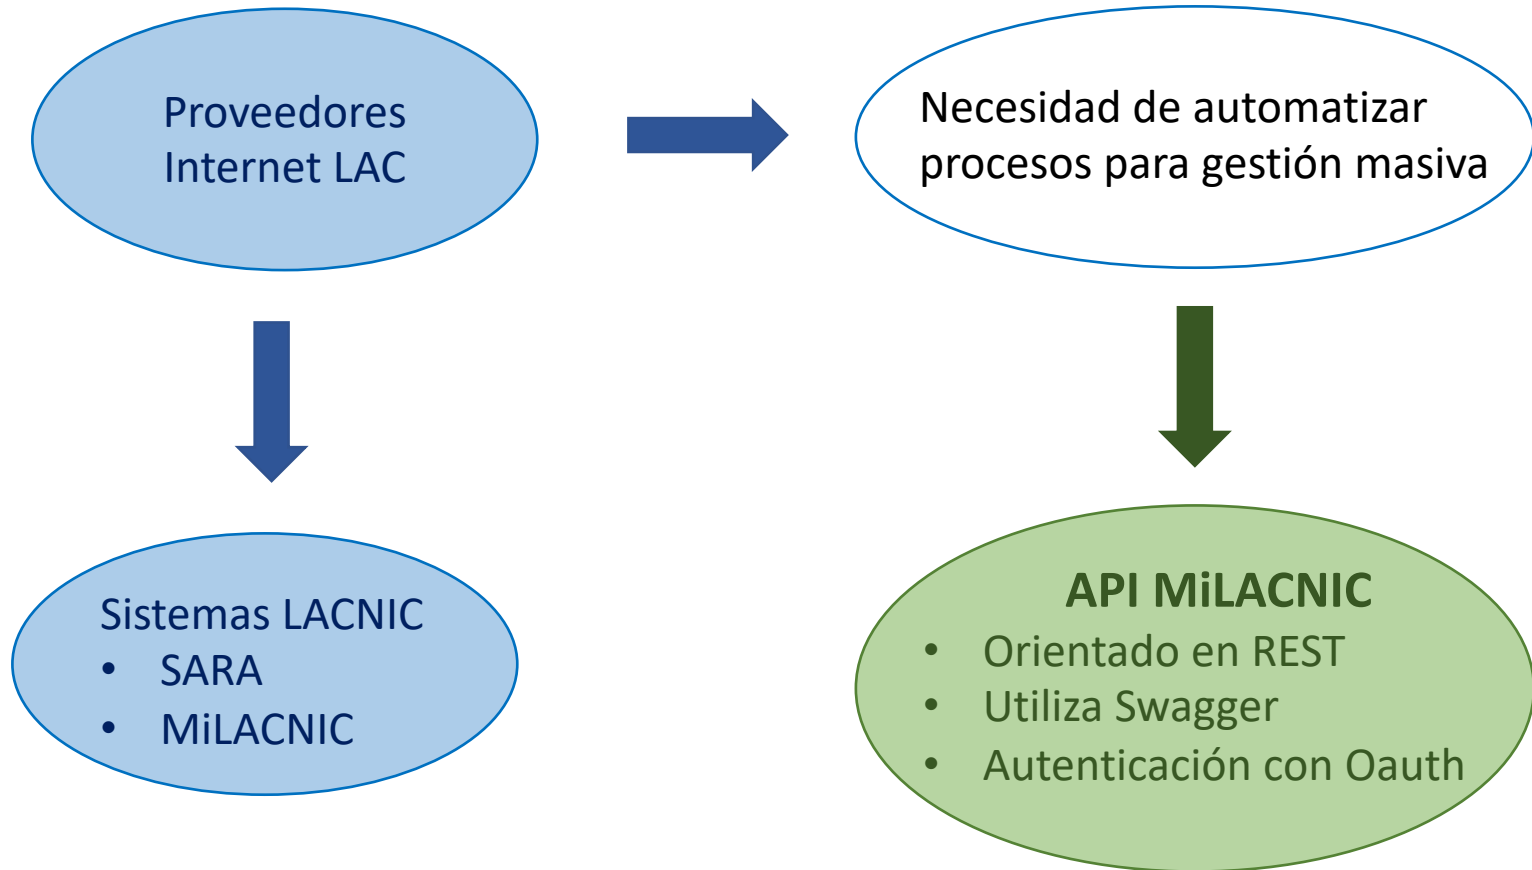 Proveedores
Internet LAC
Necesidad de automatizar
procesos para gestión masiva
Sistemas LACNIC
• SARA
• MiLACNIC
API MiLACNIC
• Orientado en REST
• Utiliza Swagger
• Autenticación con Oauth